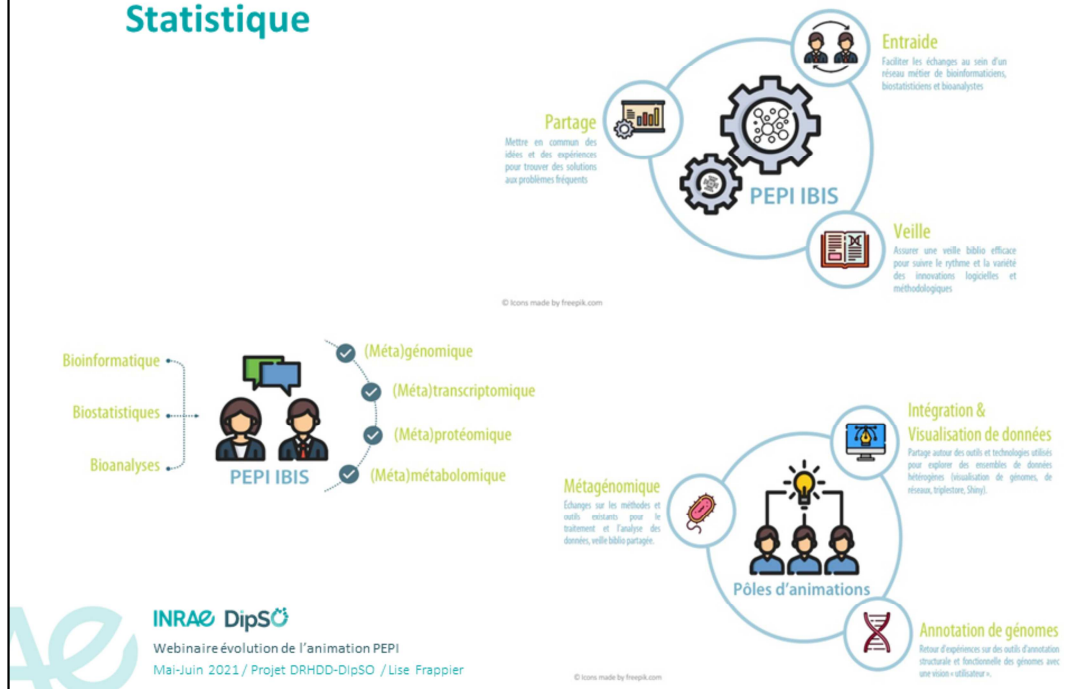 Statistique
Entraide
Faciliter les échanges au sein d'un
réseau métier de bioinformaticiens,
biostatisticiens et bioanalystes
Partage
Mettre en commun des
idées et des expériences
pour trouver des solutions
aux problèmes fréquents
PEPI IBIS
Veille
Assurer une veille biblio efficace
pour suivre le rythme et la variété
des innovations logicielles et
méthodologiques
© Icons made by freepik.com
Bioinformatique
Biostatistiques
Bioanalyses
PEPI IBIS
(Méta)génomique
(Méta)transcriptomique
(Méta)protéomique
(Méta)métabolomique
Intégration &
Visualisation de données
Partage autour des outils et technologies utilisés
pour explorer des ensembles de données
hétérogènes (visualisation de génomes, de
réseaux, triplestore, Shiny).
Métagénomique
Échanges sur les méthodes et
outils existants pour le
traitement et l'analyse des
données, veille biblio partagée.
Pôles d'animations
Annotation de génomes
Retour d'expériences sur des outils d'annotation
structurale et fonctionnelle des génomes avec
une vision « utilisateur ».
© Icons made by freepik.com
INRAE DipSO
Webinaire évolution de l'animation PEPI
Mai-Juin 2021 / Projet DRHDD-DIpSO / Lise Frappier